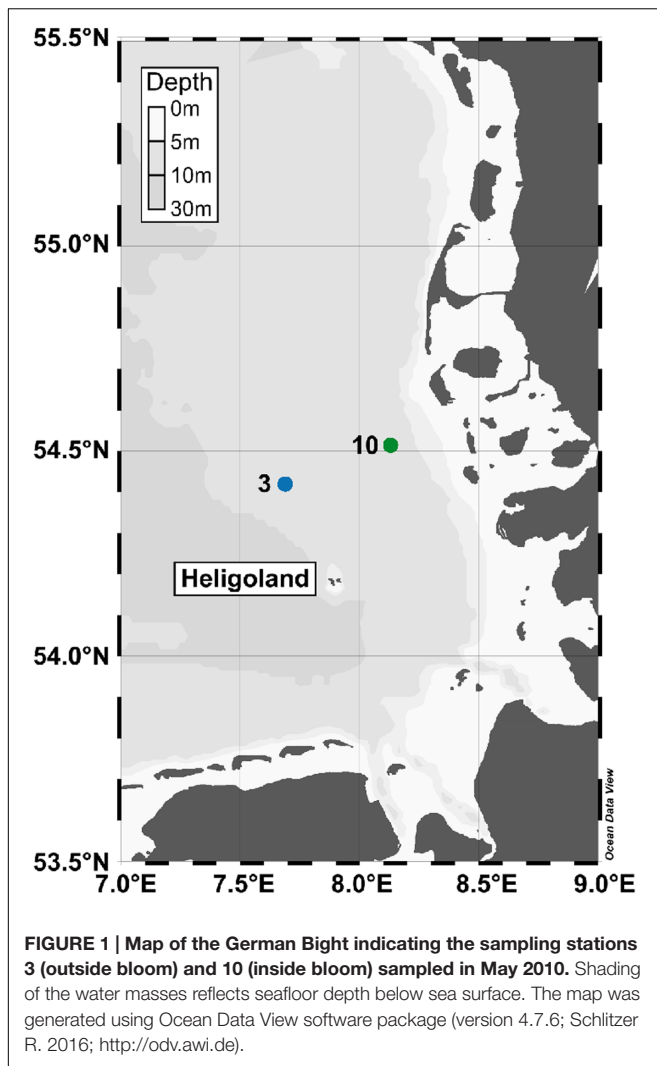 55.5°N
Depth
0m
5m
10m
30m
55.0°N
54.5°N
10
3
Heligoland
54.0°N
53.5°N
7.0°E 7.5°E 8.0°E 8.5°E 9.0°E
Ocean Data View
FIGURE 1 | Map of the German Bight indicating the sampling stations
3 (outside bloom) and 10 (inside bloom) sampled in May 2010. Shading
of the water masses reflects seafloor depth below sea surface. The map was
generated using Ocean Data View software package (version 4.7.6; Schlitzer
R. 2016; http://odv.awi.de).